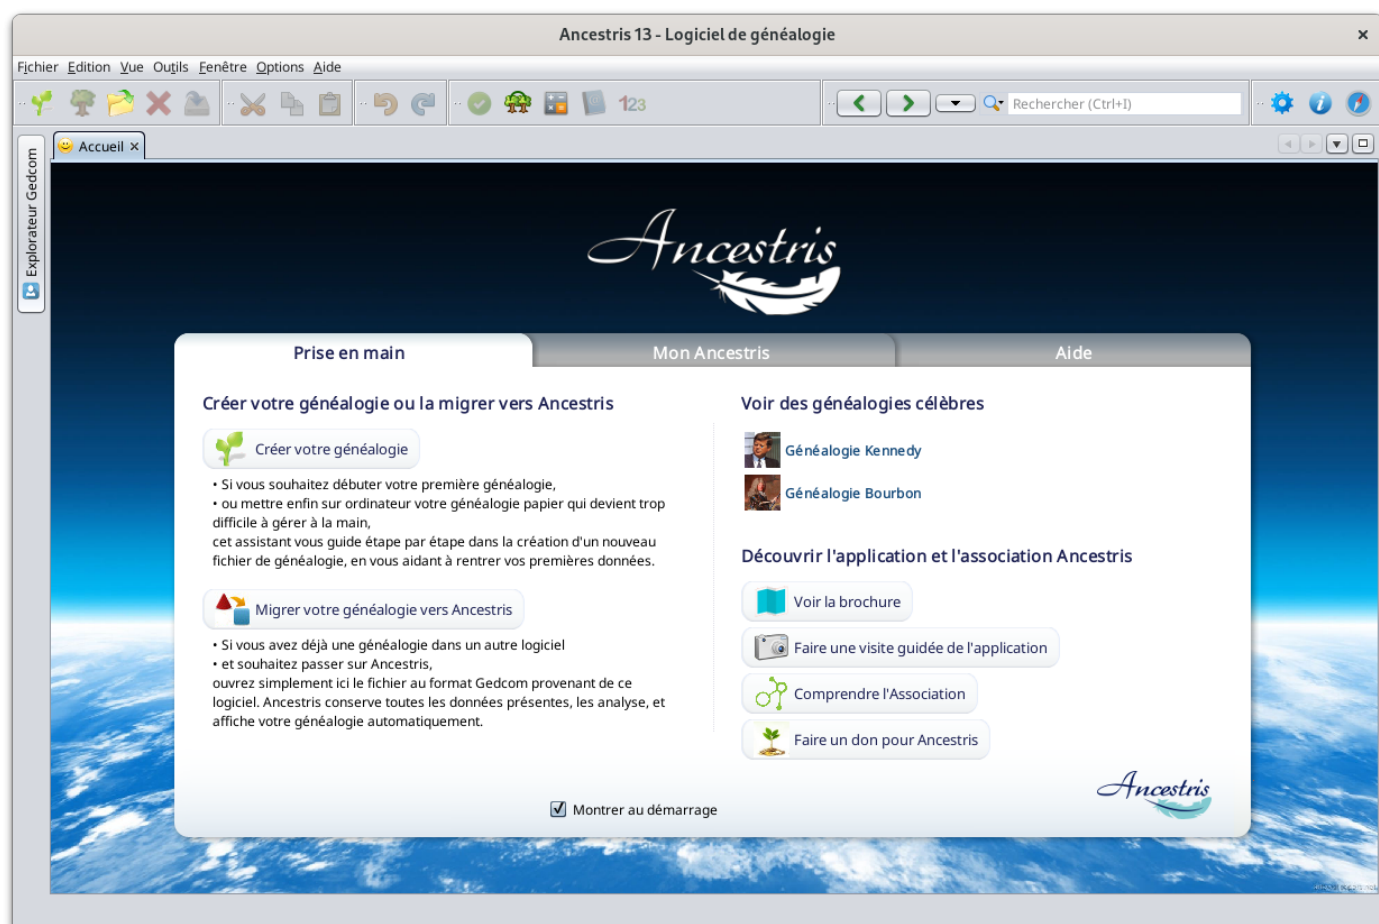 Ancestris 13 - Logiciel de généalogie
Fichier Edition Vue Outils Fenêtre Options Aide
123
Rechercher (Ctrl+I)
Accueil
Explorateur Gedcom
Ancestris
Prise en main
Mon Ancestris
Aide
Créer votre généalogie ou la migrer vers Ancestris
Créer votre généalogie
• Si vous souhaitez débuter votre première généalogie,
• ou mettre enfin sur ordinateur votre généalogie papier qui devient trop
difficile à gérer à la main,
cet assistant vous guide étape par étape dans la création d'un nouveau
fichier de généalogie, en vous aidant à rentrer vos premières données.
Migrer votre généalogie vers Ancestris
• Si vous avez déjà une généalogie dans un autre logiciel
• et souhaitez passer sur Ancestris,
ouvrez simplement ici le fichier au format Gedcom provenant de ce
logiciel. Ancestris conserve toutes les données présentes, les analyse, et
affiche votre généalogie automatiquement.
Voir des généalogies célèbres
Généalogie Kennedy
Généalogie Bourbon
Découvrir l'application et l'association Ancestris
Voir la brochure
Faire une visite guidée de l'application
Comprendre l'Association
Faire un don pour Ancestris
Ancestris
Montrer au démarrage